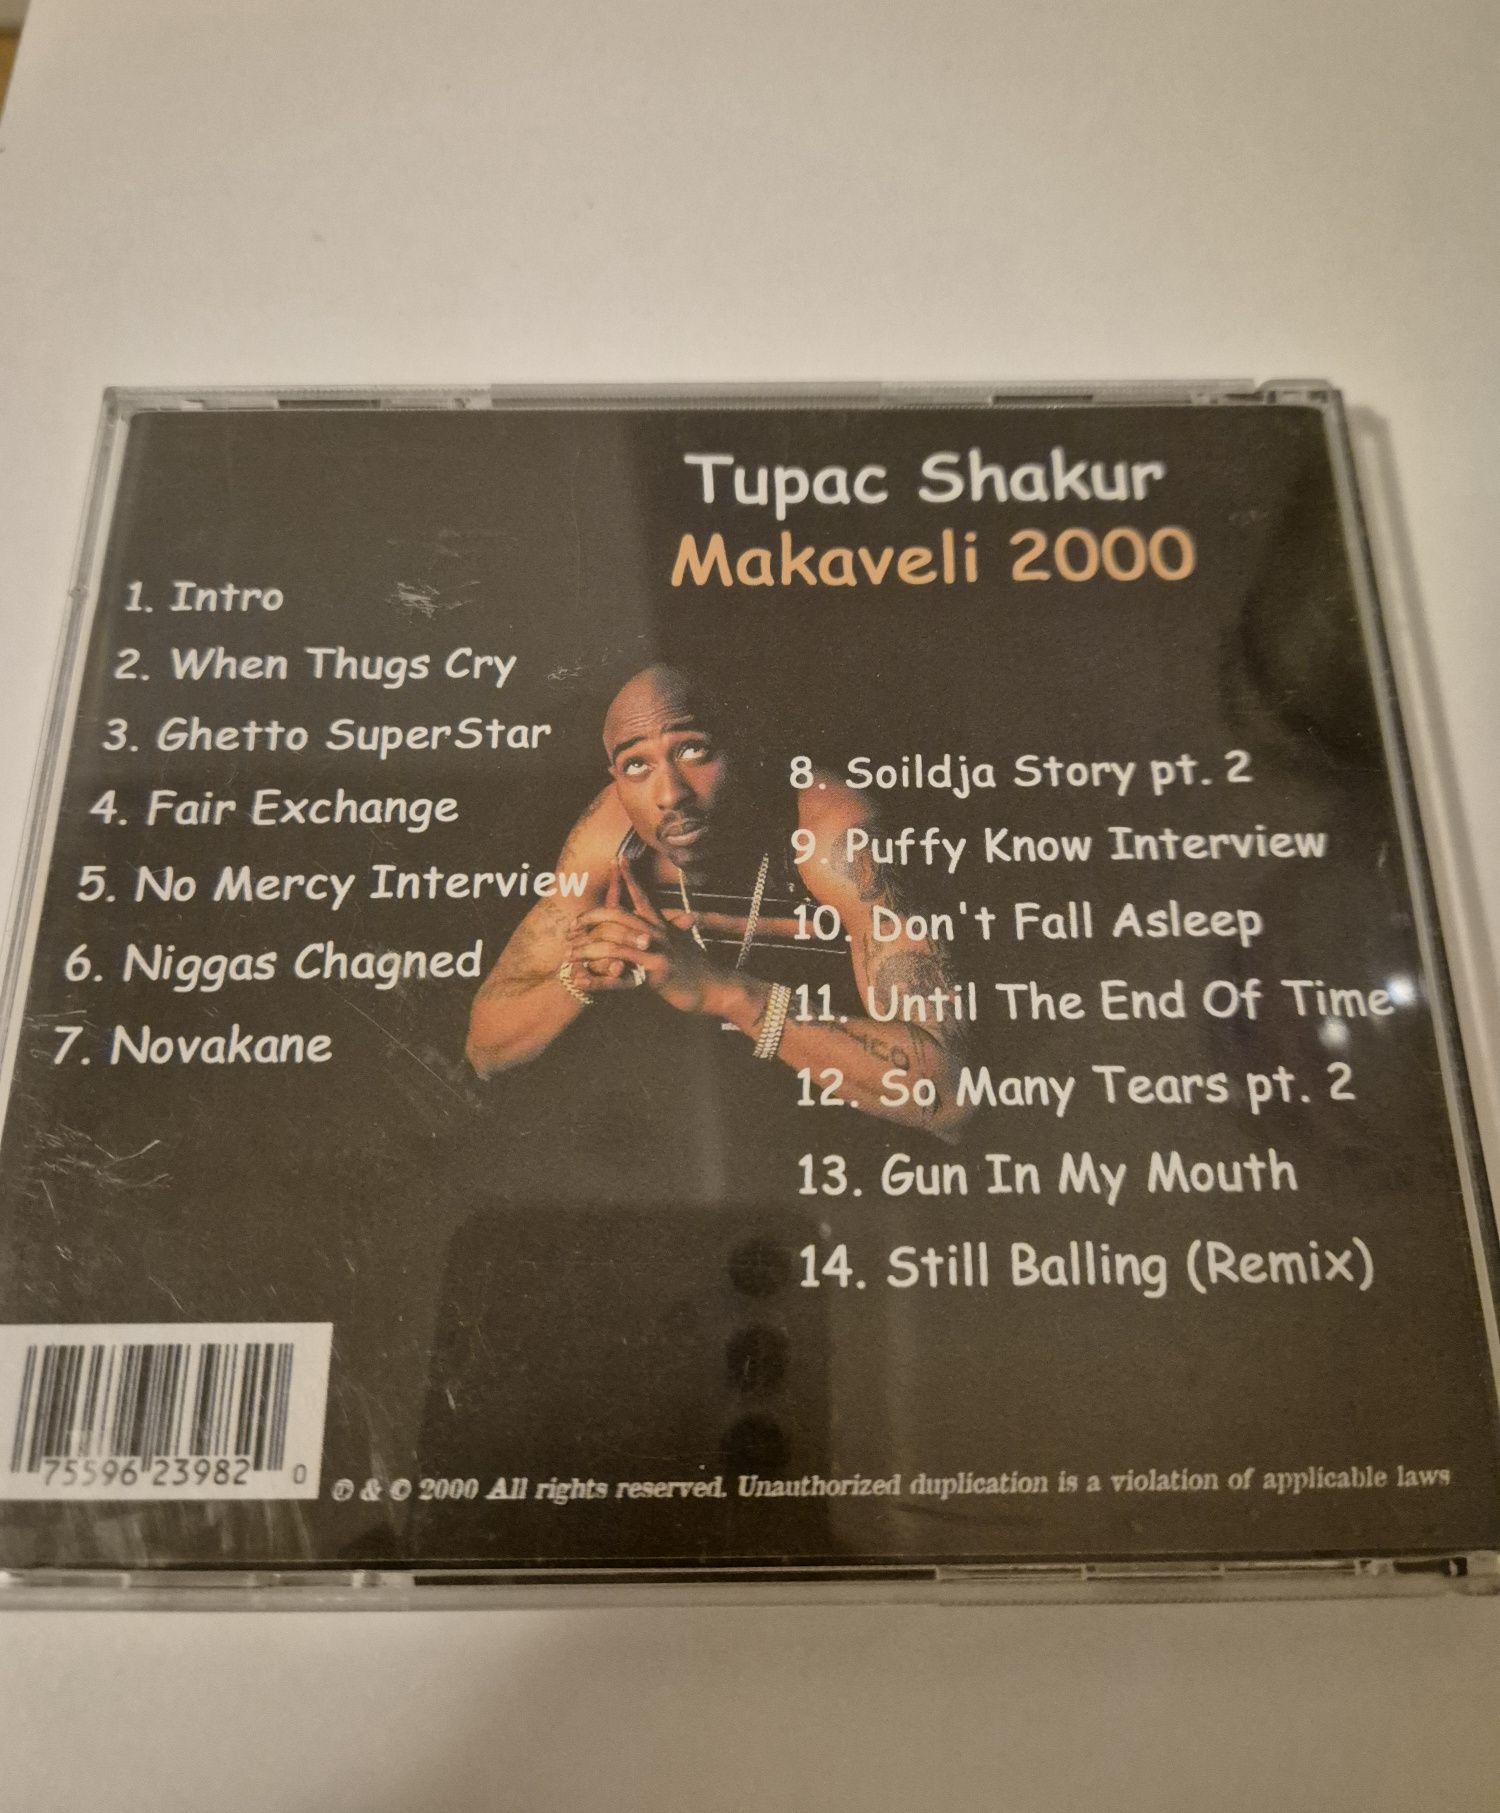 Tupac Shakur
Makaveli 2000
1. Intro
2. When Thugs Cry
3. Ghetto SuperStar
4. Fair Exchange
5. No Mercy Interview
6. Niggas Chagned
7. Novakane
8. Soildja Story pt. 2
9. Puffy Know Interview
10. Don't Fall Asleep
11. Until The End Of Time
12. So Many Tears pt. 2
13. Gun In My Mouth
14. Still Balling (Remix)
75596 23982 0
℗ & © 2000 All rights reserved. Unauthorized duplication is a violation of applicable laws